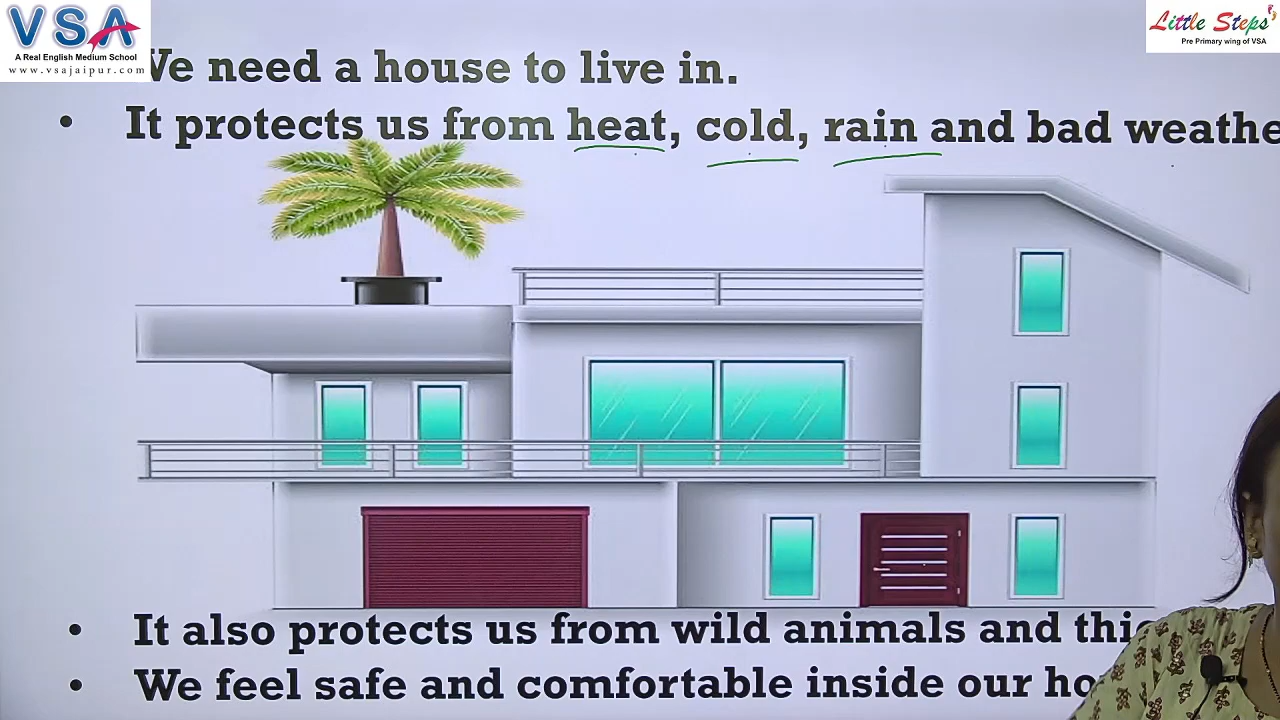 VSA
A Real English Medium School
www.vsajaipur.com
Little Steps
Pre Primary wing of VSA
We need a house to live in.
• It protects us from heat, cold, rain and bad weathe
• It also protects us from wild animals and thi
• We feel safe and comfortable inside our ho